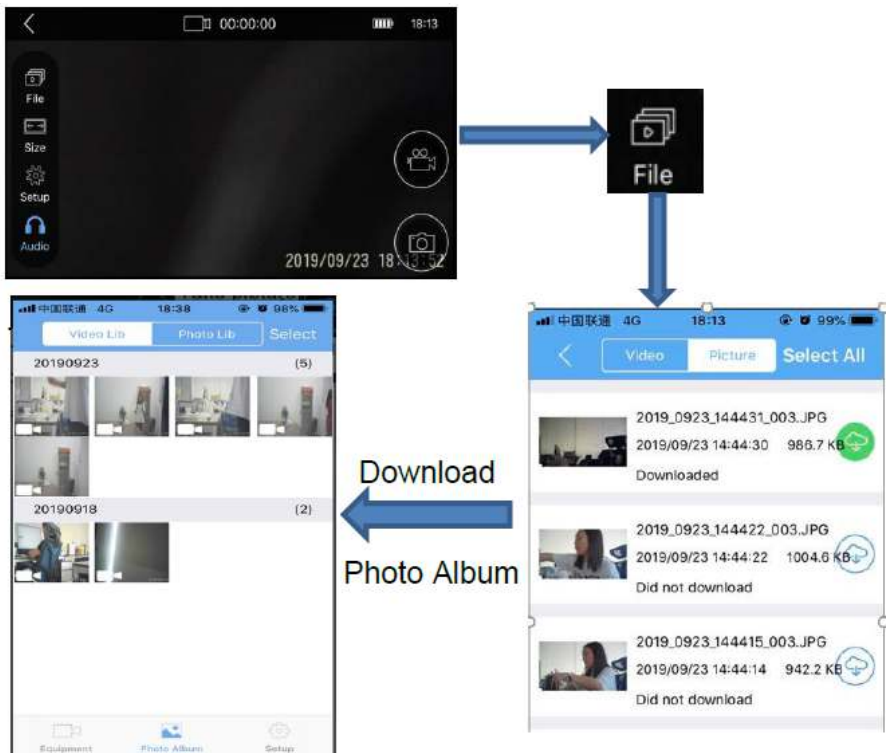 00:00:00
18:13
File
Size
Setup
Audio
2019/09/23 18:13:52
File
中国联通 4G 18:38 98%
Video Lib Photo Lib Select
20190923 (5)
20190918 (2)
Equipment Photo Album Setup
Download
Photo Album
中国联通 4G 18:13 99%
Video Picture Select All
2019_0923_144431_003.JPG
2019/09/23 14:44:30 986.7 KB
Downloaded
2019_0923_144422_003.JPG
2019/09/23 14:44:22 1004.6 KB
Did not download
2019_0923_144415_003.JPG
2019/09/23 14:44:14 942.2 KB
Did not download